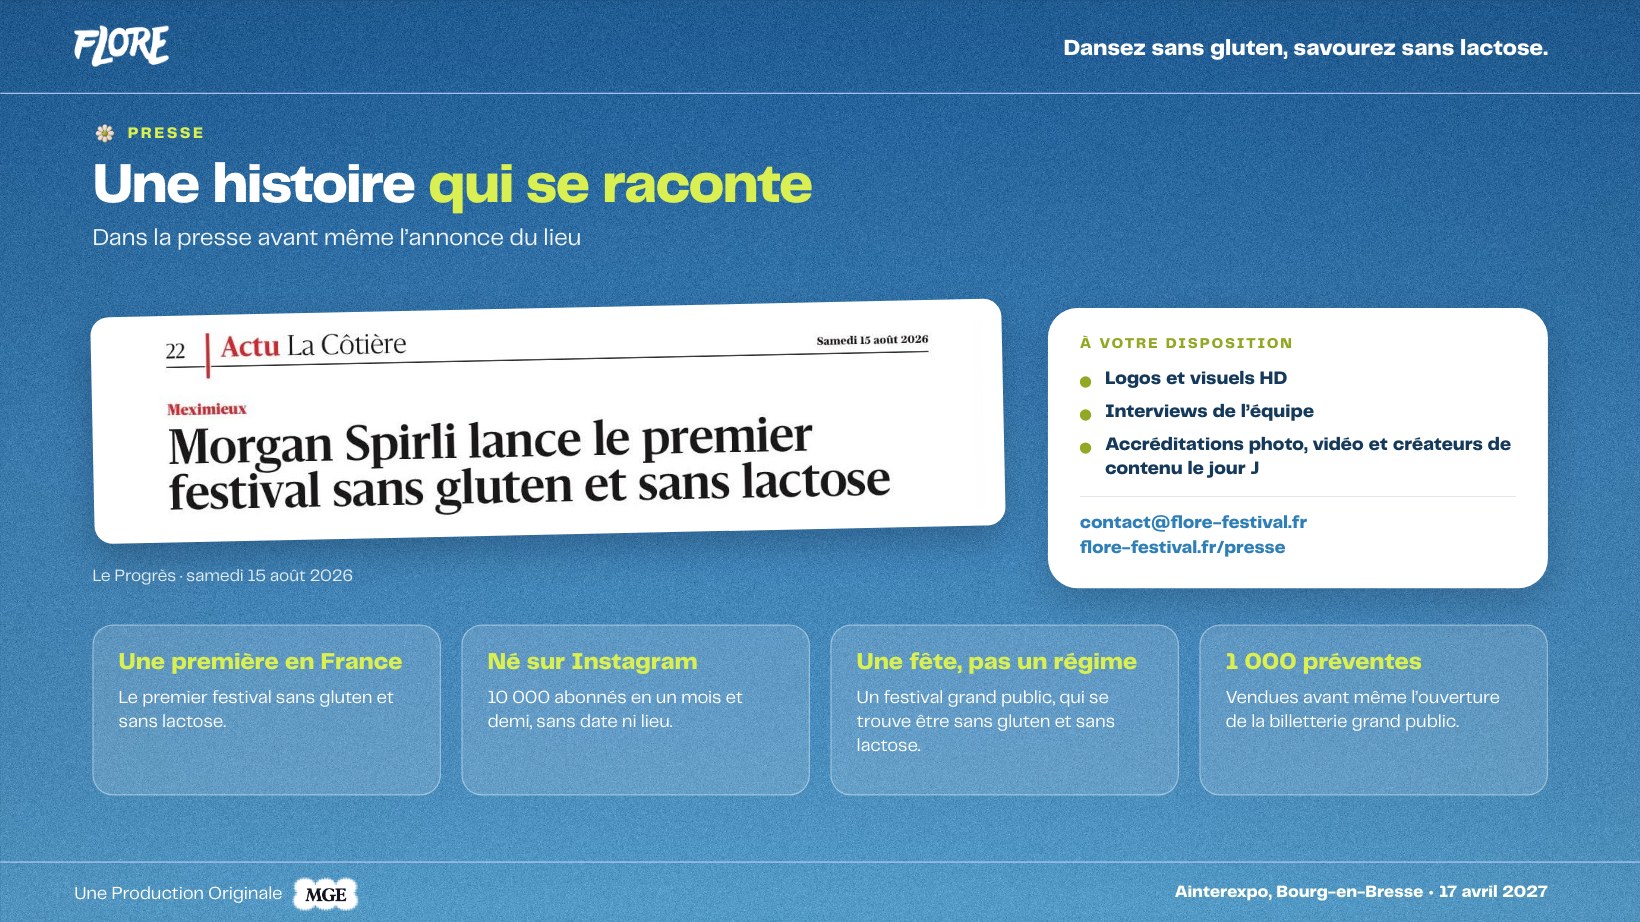 FLORE
Dansez sans gluten, savourez sans lactose.
PRESSE
Une histoire qui se raconte
Dans la presse avant même l’annonce du lieu
22 Actu La Côtière
Samedi 15 août 2026
Meximieux
Morgan Spirli lance le premier
festival sans gluten et sans lactose
Le Progrès · samedi 15 août 2026
À VOTRE DISPOSITION
Logos et visuels HD
Interviews de l’équipe
Accréditations photo, vidéo et créateurs de
contenu le jour J
contact@flore-festival.fr
flore-festival.fr/presse
Une première en France
Le premier festival sans gluten et
sans lactose.
Né sur Instagram
10 000 abonnés en un mois et
demi, sans date ni lieu.
Une fête, pas un régime
Un festival grand public, qui se
trouve être sans gluten et sans
lactose.
1 000 préventes
Vendues avant même l’ouverture
de la billetterie grand public.
Une Production Originale MGE
Ainterexpo, Bourg-en-Bresse • 17 avril 2027